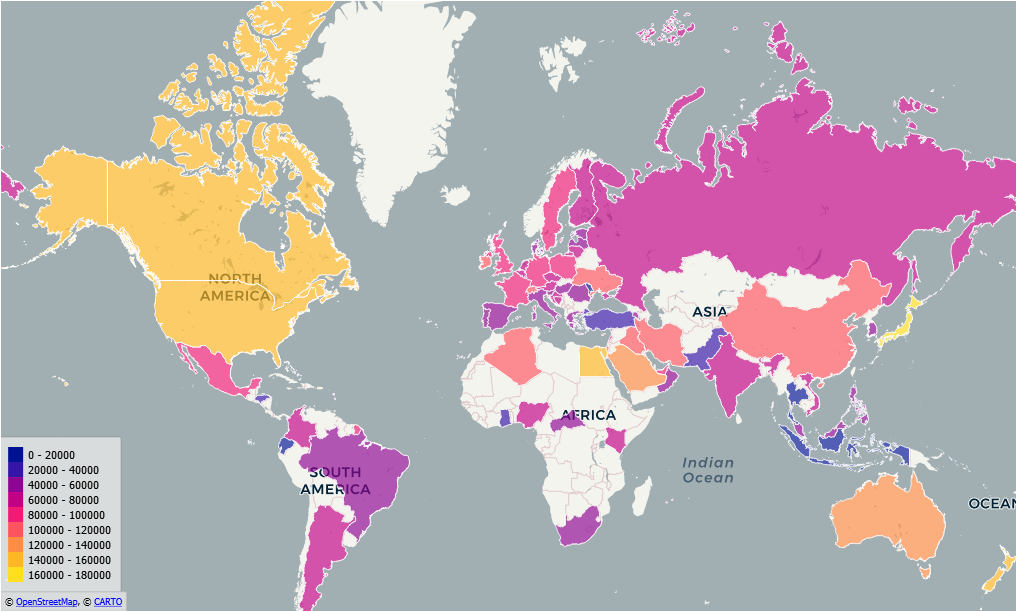 NORTH
AMERICA
ASIA
AFRICA
Indian
Ocean
SOUTH
AMERICA
OCEAN
0 - 20000
20000 - 40000
40000 - 60000
60000 - 80000
80000 - 100000
100000 - 120000
120000 - 140000
140000 - 160000
160000 - 180000
© OpenStreetMap, © CARTO